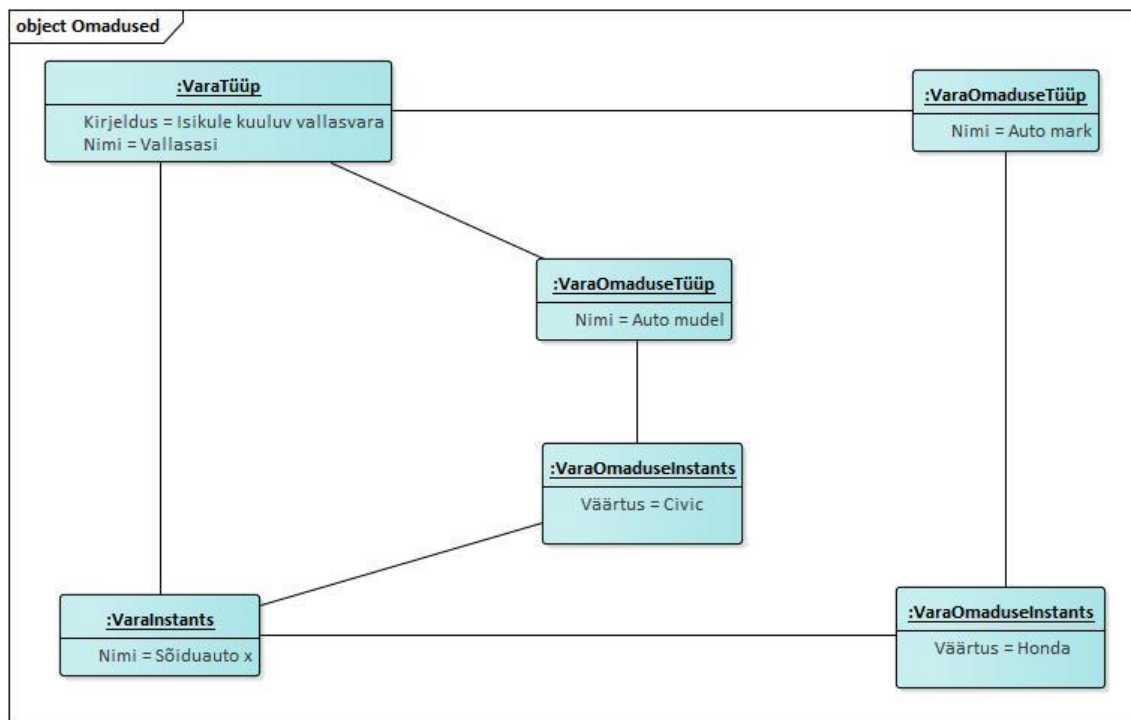 object Omadused
:VaraTüüp
Kirjeldus = Isikule kuuluv vallasvara
Nimi = Vallasasi
:VaraOmaduseTüüp
Nimi = Auto mark
:VaraOmaduseTüüp
Nimi = Auto mudel
:VaraOmaduseInstants
Väärtus = Civic
:VaraInstants
Nimi = Sõiduauto x
:VaraOmaduseInstants
Väärtus = Honda